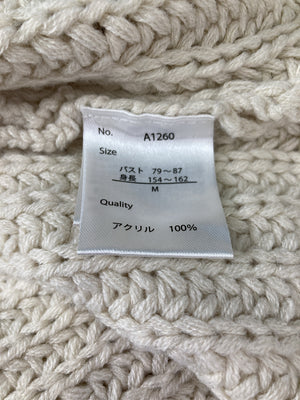 No. A1260
Size
バスト 79～87
身長 154～162
M
Quality
アクリル 100%